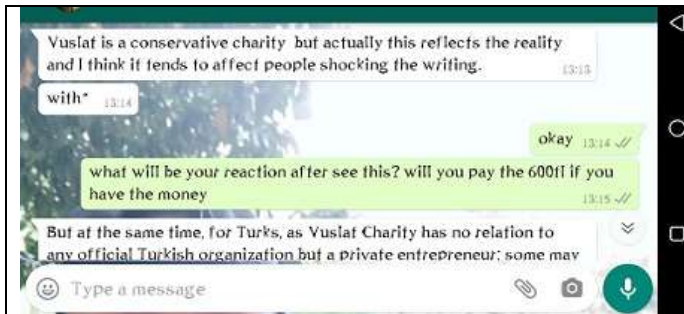 Vuslat is a conservative charity but actually this reflects the reality
and I think it tends to affect people shocking the writing.
13:13
with*
13:14
okay
13:14
what will be your reaction after see this? will you pay the 600tl if you
have the money
13:15
But at the same time, for Turks, as Vuslat Charity has no relation to
any official Turkish organization but a private entrepreneur; some may
Type a message